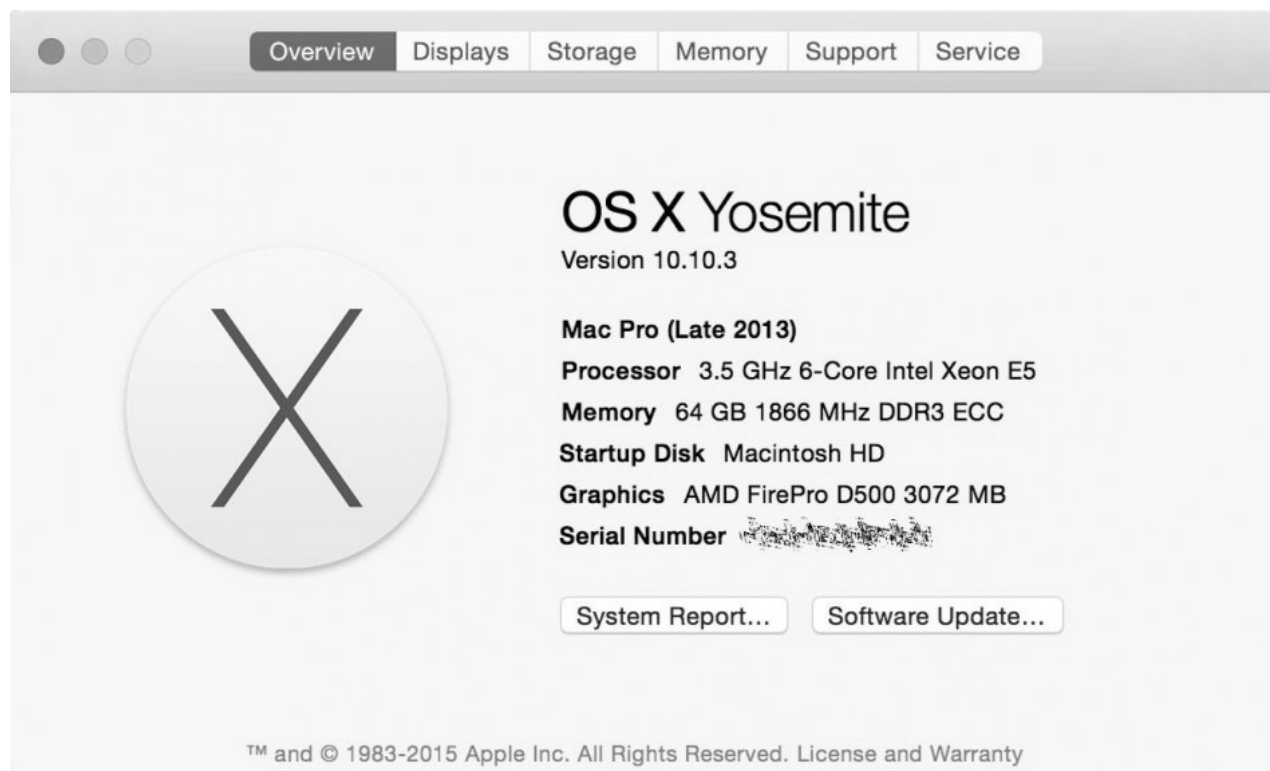 Overview Displays Storage Memory Support Service
OS X Yosemite
Version 10.10.3
Mac Pro (Late 2013)
Processor 3.5 GHz 6-Core Intel Xeon E5
Memory 64 GB 1866 MHz DDR3 ECC
Startup Disk Macintosh HD
Graphics AMD FirePro D500 3072 MB
Serial Number
System Report... Software Update...
™ and © 1983-2015 Apple Inc. All Rights Reserved. License and Warranty